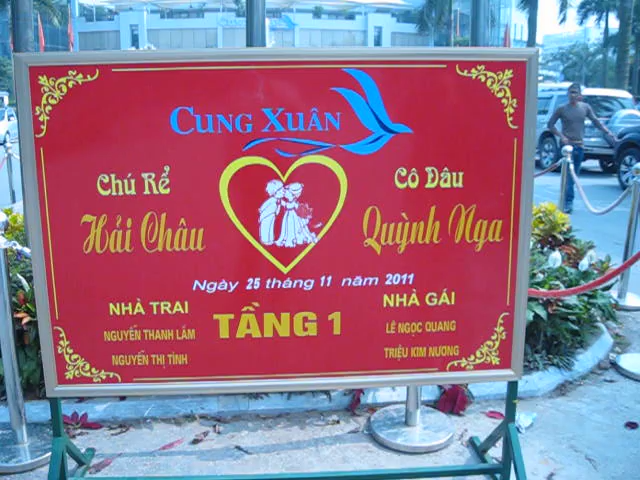 CUNG XUÂN
Chú Rể
Hải Châu
Cô Dâu
Quỳnh Nga
Ngày 25 tháng 11 năm 2011
NHÀ TRAI
NGUYỄN THANH LÂM
NGUYỄN THỊ TÌNH
TẦNG 1
NHÀ GÁI
LÊ NGỌC QUANG
TRIỆU KIM NƯƠNG